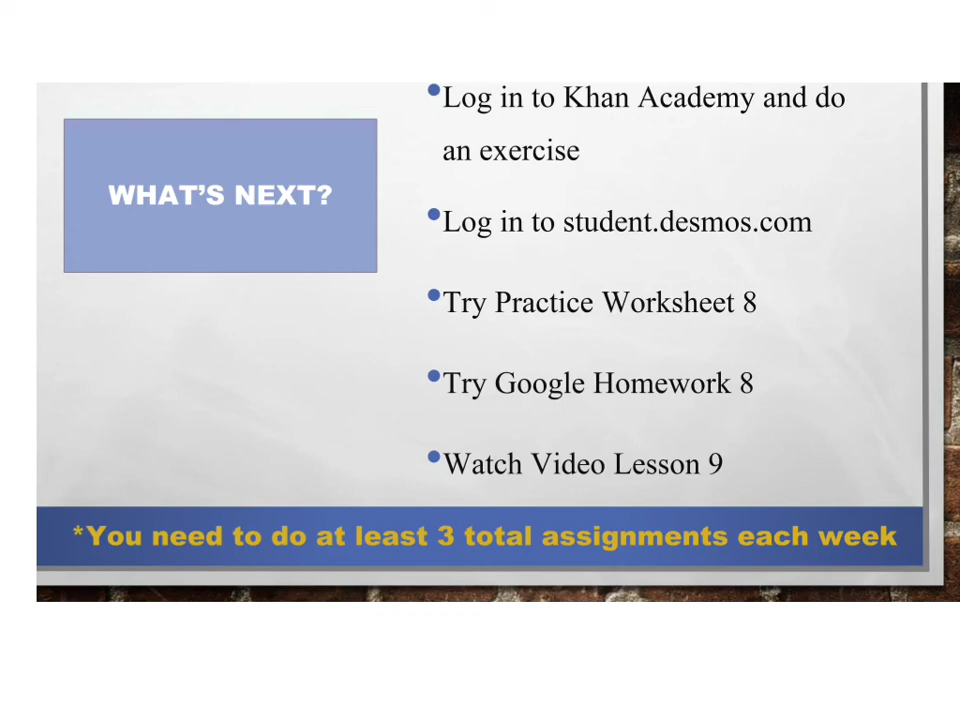 WHAT’S NEXT?
•Log in to Khan Academy and do
an exercise
•Log in to student.desmos.com
•Try Practice Worksheet 8
•Try Google Homework 8
•Watch Video Lesson 9
*You need to do at least 3 total assignments each week